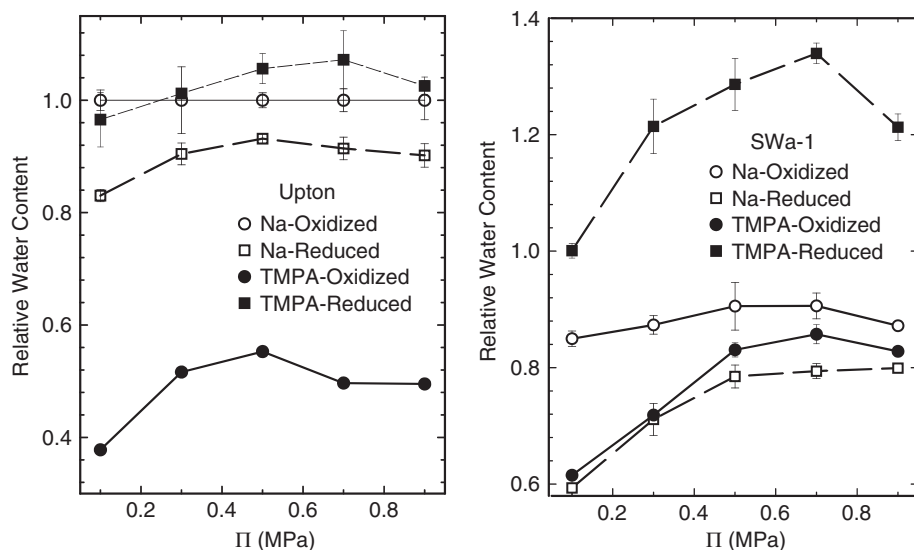 Relative Water Content
1.0
0.8
0.6
0.4
Upton
Na-Oxidized
Na-Reduced
TMPA-Oxidized
TMPA-Reduced
0.2 0.4 0.6 0.8
Π (MPa)
Relative Water Content
1.4
1.2
1.0
0.8
0.6
SWa-1
Na-Oxidized
Na-Reduced
TMPA-Oxidized
TMPA-Reduced
0.2 0.4 0.6 0.8
Π (MPa)